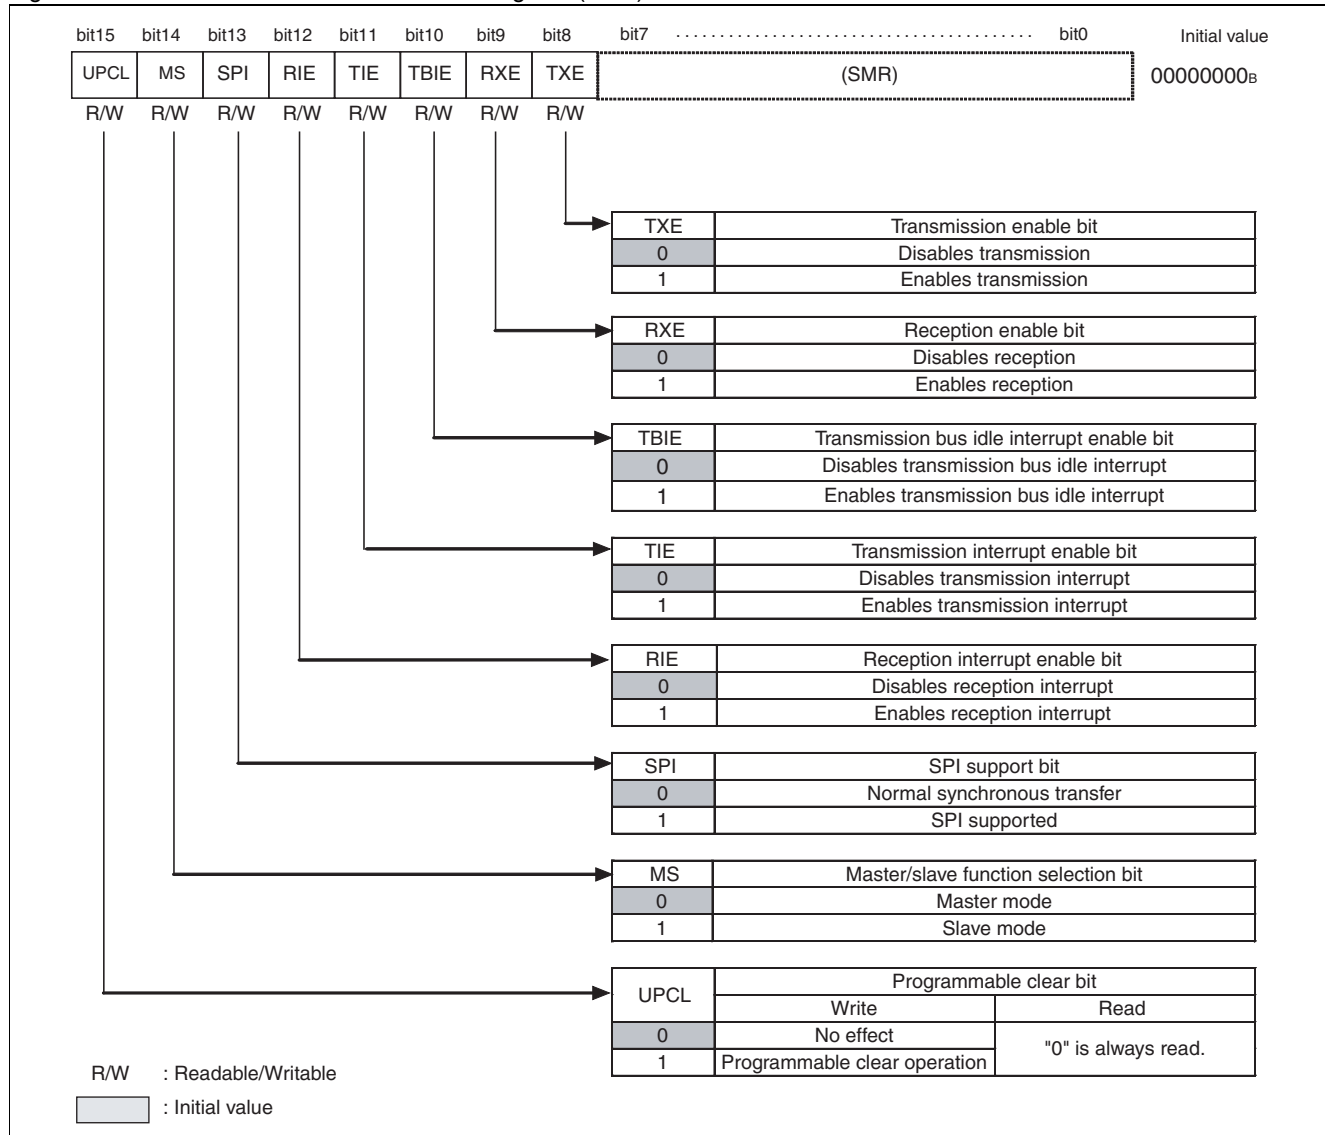 bit15 bit14 bit13 bit12 bit11 bit10 bit9 bit8 bit7 ........................................ bit0 Initial value
UPCL MS SPI RIE TIE TBIE RXE TXE (SMR) 00000000B
R/W R/W R/W R/W R/W R/W R/W R/W
TXE Transmission enable bit
0 Disables transmission
1 Enables transmission
RXE Reception enable bit
0 Disables reception
1 Enables reception
TBIE Transmission bus idle interrupt enable bit
0 Disables transmission bus idle interrupt
1 Enables transmission bus idle interrupt
TIE Transmission interrupt enable bit
0 Disables transmission interrupt
1 Enables transmission interrupt
RIE Reception interrupt enable bit
0 Disables reception interrupt
1 Enables reception interrupt
SPI SPI support bit
0 Normal synchronous transfer
1 SPI supported
MS Master/slave function selection bit
0 Master mode
1 Slave mode
UPCL Programmable clear bit
Write Read
0 No effect "0" is always read.
1 Programmable clear operation
R/W : Readable/Writable
: Initial value